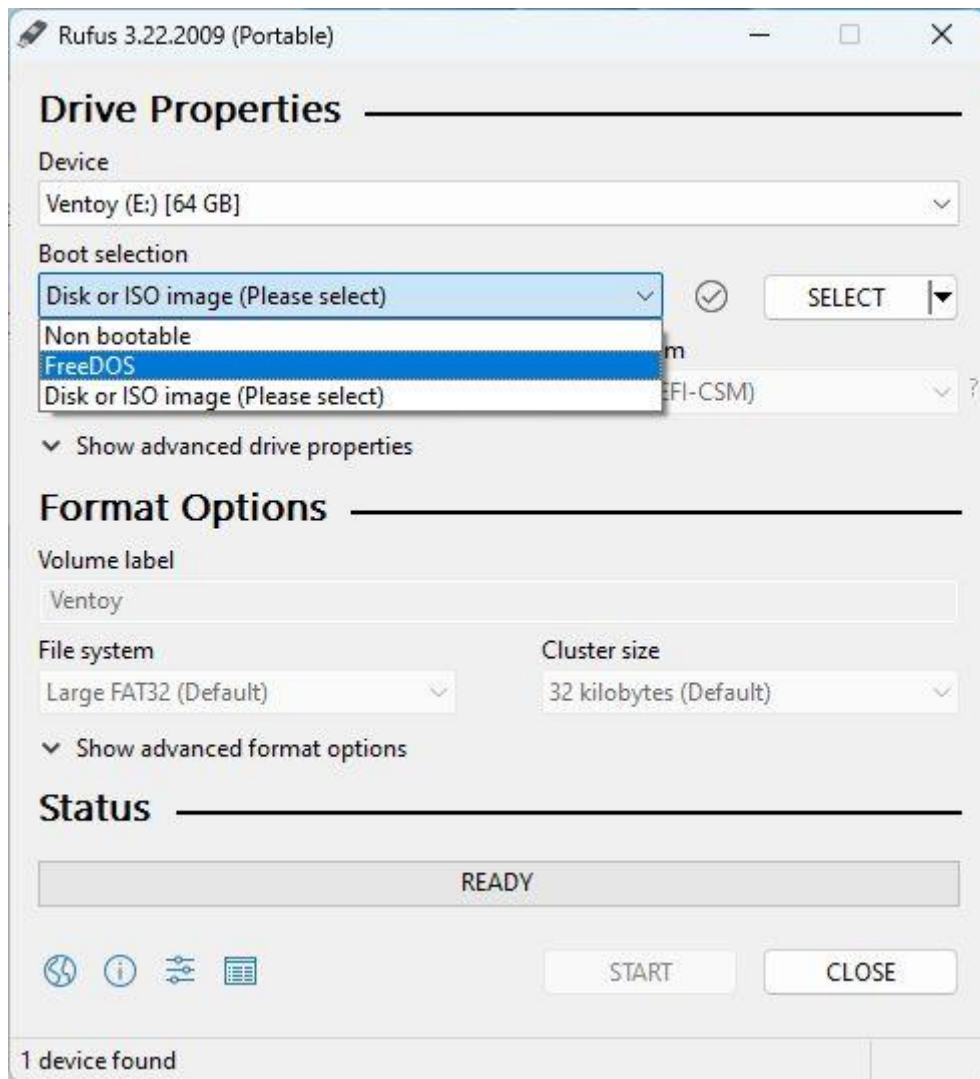 Rufus 3.22.2009 (Portable)
Drive Properties
Device
Ventoy (E:) [64 GB]
Boot selection
Disk or ISO image (Please select)
SELECT
Non bootable
FreeDOS
Disk or ISO image (Please select)
m
EFI-CSM)
?
Show advanced drive properties
Format Options
Volume label
Ventoy
File system
Cluster size
Large FAT32 (Default)
32 kilobytes (Default)
Show advanced format options
Status
READY
START
CLOSE
1 device found